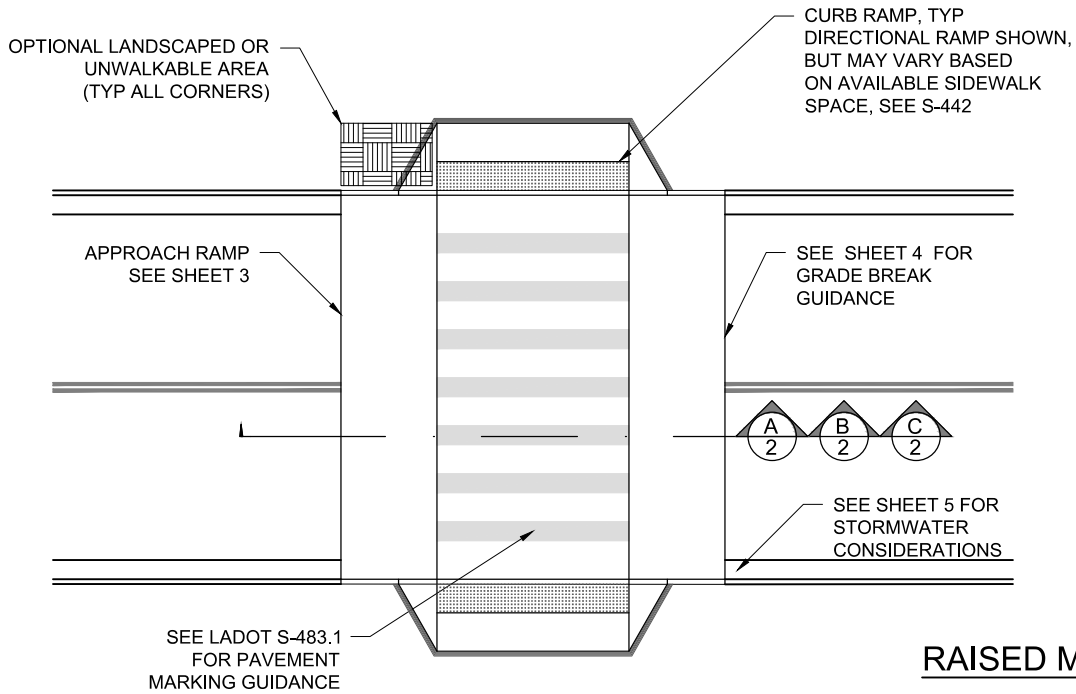 OPTIONAL LANDSCAPED OR
UNWALKABLE AREA
(TYP ALL CORNERS)
CURB RAMP, TYP
DIRECTIONAL RAMP SHOWN,
BUT MAY VARY BASED
ON AVAILABLE SIDEWALK
SPACE, SEE S-442
APPROACH RAMP
SEE SHEET 3
SEE SHEET 4 FOR
GRADE BREAK
GUIDANCE
A
2
B
2
C
2
SEE SHEET 5 FOR
STORMWATER
CONSIDERATIONS
SEE LADOT S-483.1
FOR PAVEMENT
MARKING GUIDANCE
RAISED M